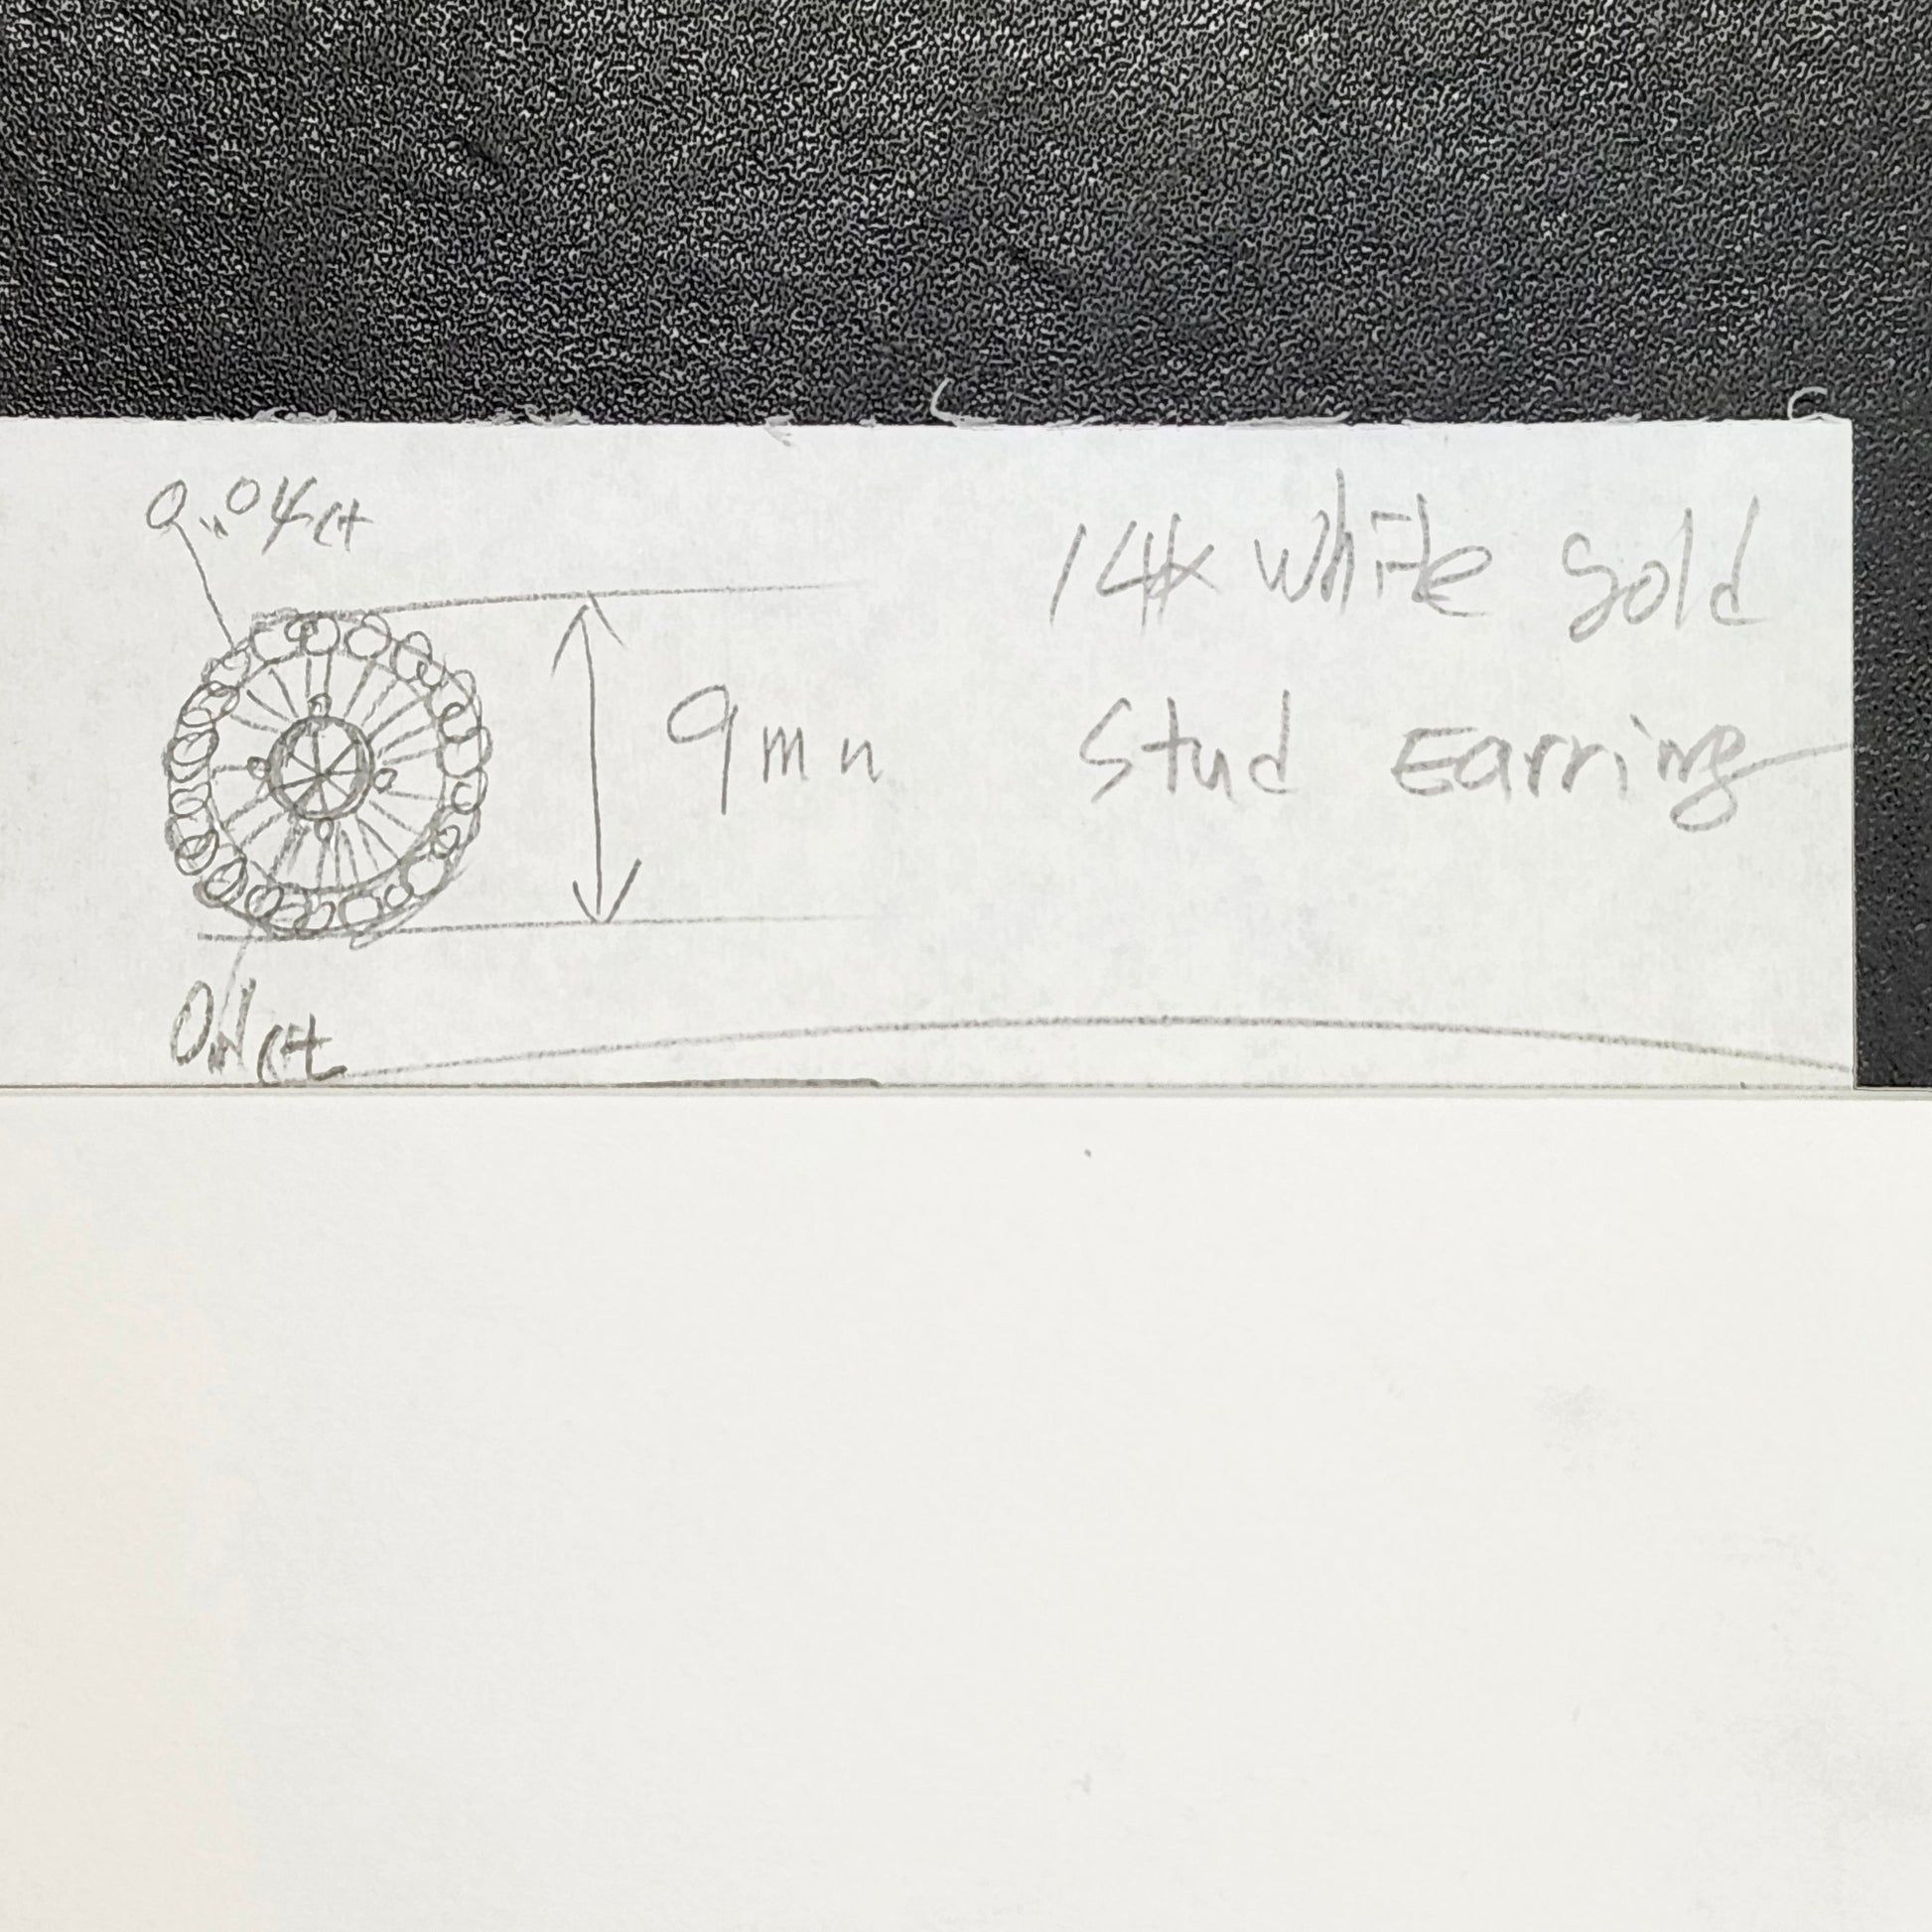 0.04ct
14k white gold
9mm
Stud Earring
0.1ct